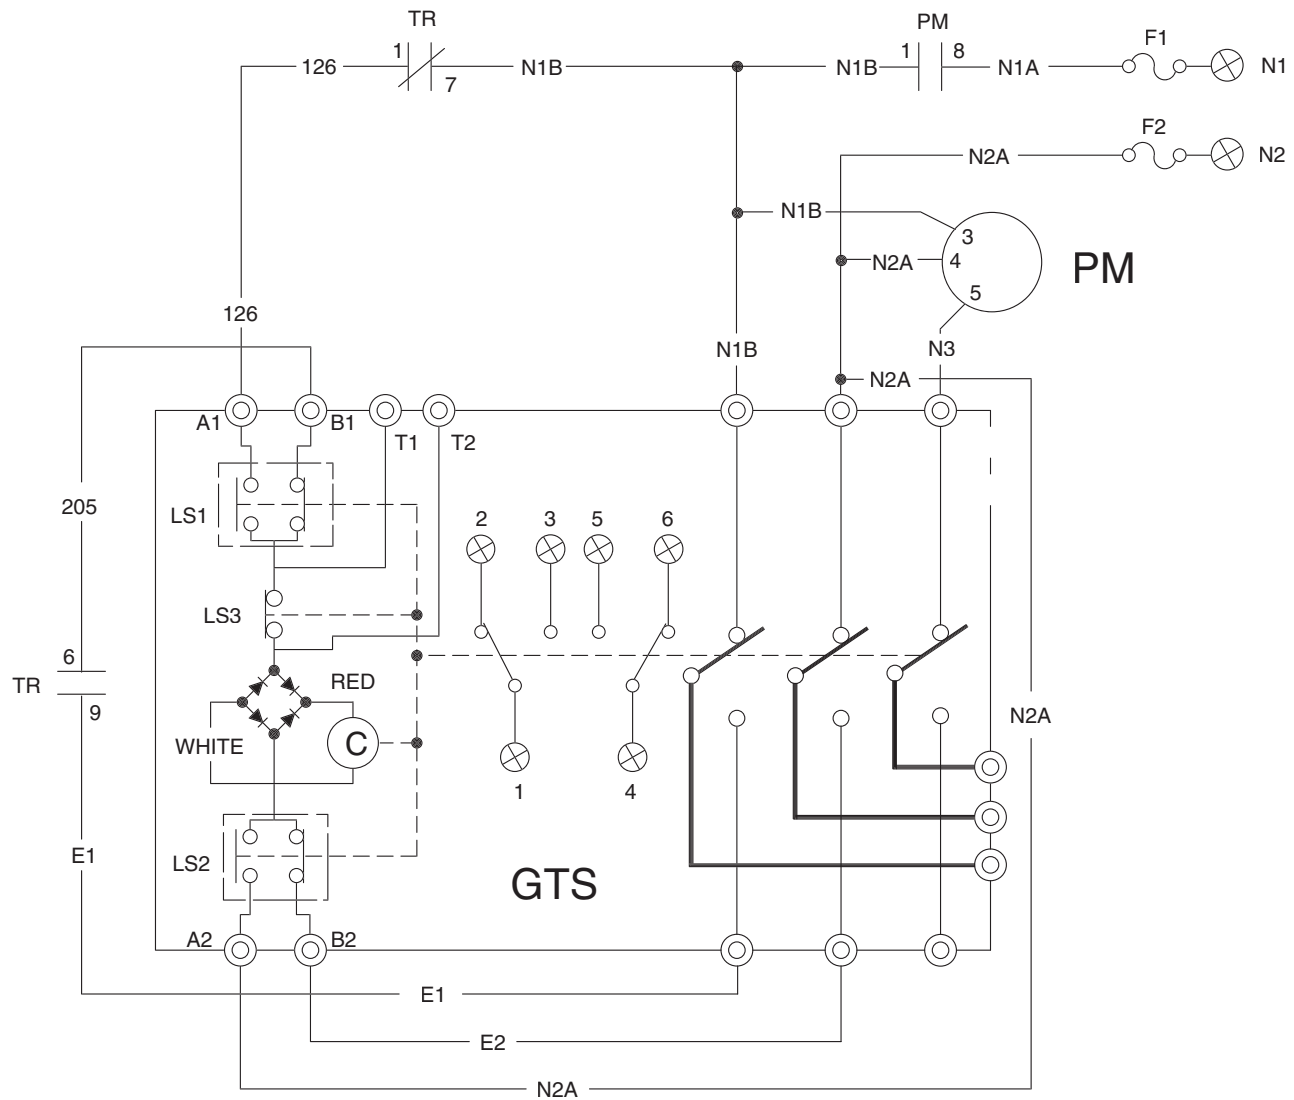 TR
PM
F1
1
1
8
126
N1B
N1B
N1A
N1
7
F2
N2A
N2
N1B
3
N2A
4
PM
5
126
N1B
N3
N2A
A1
B1
T1
T2
205
LS1
2
3
5
6
LS3
6
TR
RED
9
N2A
WHITE
C
1
4
E1
LS2
GTS
A2
B2
E1
E2
N2A